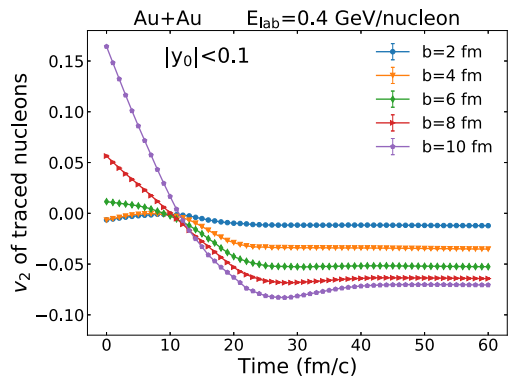 Au+Au E_lab=0.4 GeV/nucleon
|y₀|<0.1
b=2 fm
b=4 fm
b=6 fm
b=8 fm
b=10 fm
v₂ of traced nucleons
0.15
0.10
0.05
0.00
−0.05
−0.10
0 10 20 30 40 50 60
Time (fm/c)